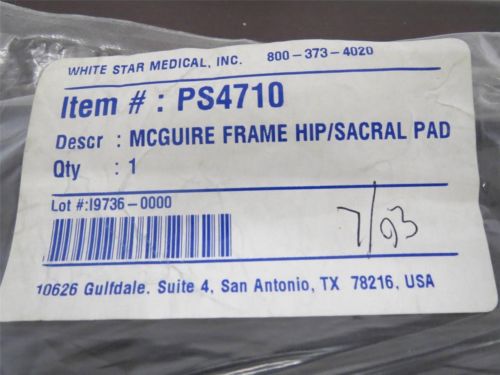 WHITE STAR MEDICAL, INC. 800-373-4020
Item # : PS4710
Descr : MCGUIRE FRAME HIP/SACRAL PAD
Qty : 1
Lot #:I9736-0000
7/03
10626 Gulfdale. Suite 4, San Antonio, TX 78216, USA